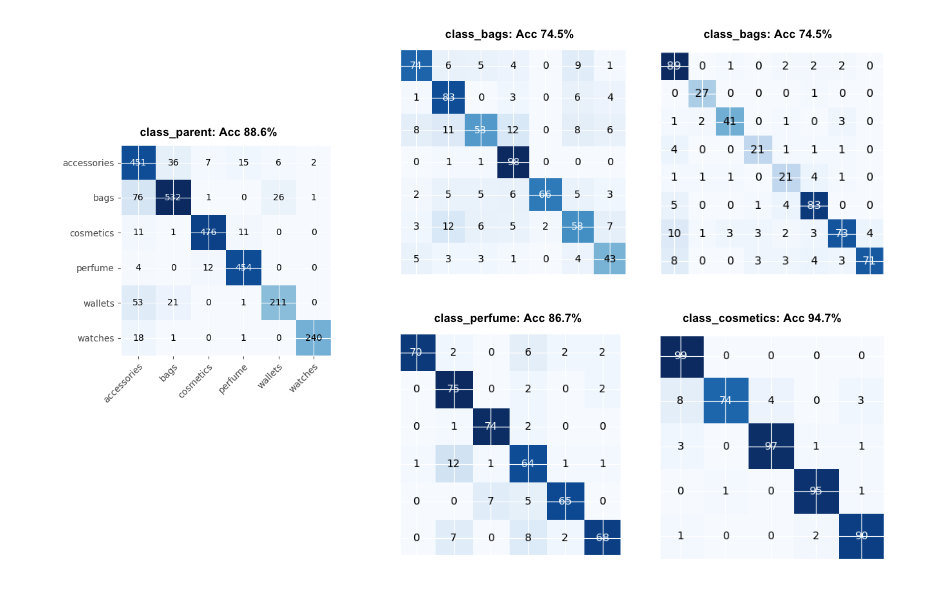 class_parent: Acc 88.6%
accessories 451 36 7 15 6 2
bags 76 532 1 0 26 1
cosmetics 11 1 476 11 0 0
perfume 4 0 12 454 0 0
wallets 53 21 0 1 211 0
watches 18 1 0 1 0 240
accessories bags cosmetics perfume wallets watches
class_bags: Acc 74.5%
74 6 5 4 0 9 1
1 83 0 3 0 6 4
8 11 53 12 0 8 6
0 1 1 98 0 0 0
2 5 5 6 66 5 3
3 12 6 5 2 58 7
5 3 3 1 0 4 43
class_bags: Acc 74.5%
89 0 1 0 2 2 2 0
0 27 0 0 0 1 0 0
1 2 41 0 1 0 3 0
4 0 0 21 1 1 1 0
1 1 1 0 21 4 1 0
5 0 0 1 4 83 0 0
10 1 3 3 2 3 73 4
8 0 0 3 3 4 3 71
class_perfume: Acc 86.7%
70 2 0 6 2 2
0 75 0 2 0 2
0 1 74 2 0 0
1 12 1 64 1 1
0 0 7 5 65 0
0 7 0 8 2 68
class_cosmetics: Acc 94.7%
99 0 0 0 0
8 74 4 0 3
3 0 97 1 1
0 1 0 95 1
1 0 0 2 90